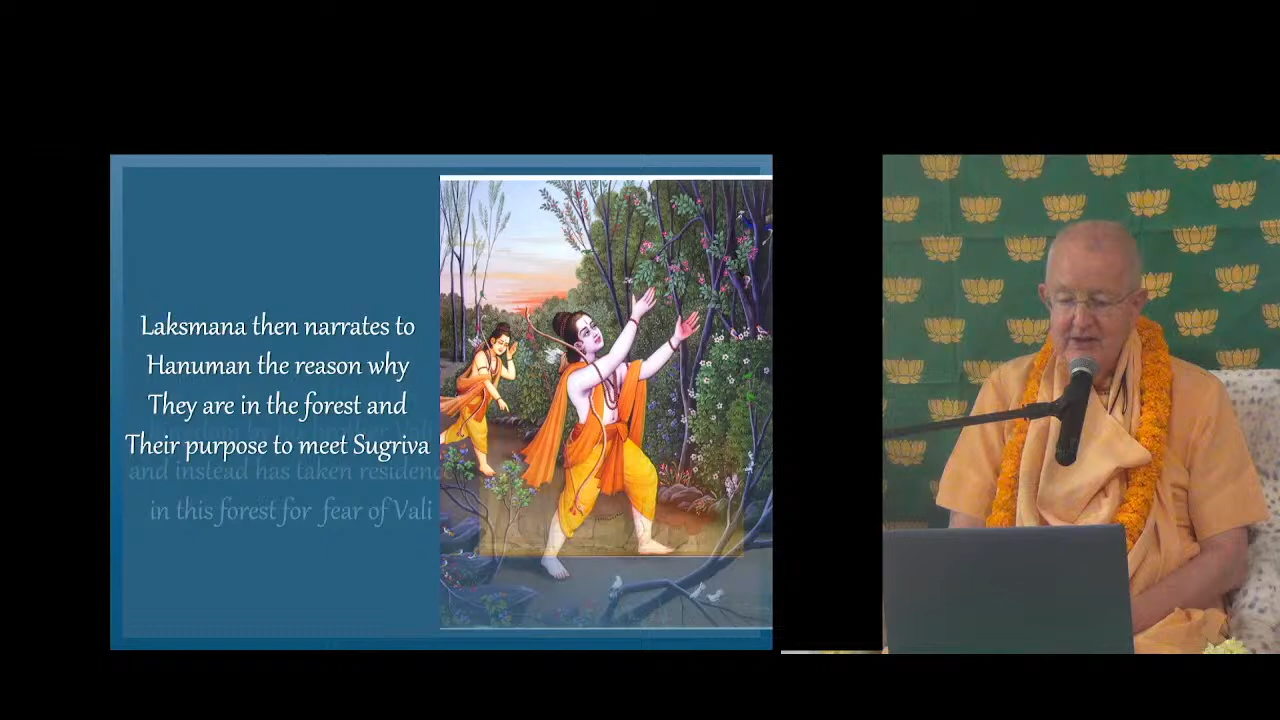 Laksmana then narrates to
Hanuman the reason why
They are in the forest and
Their purpose to meet Sugriva
and instead has taken residenc
in this forest for fear of Vali